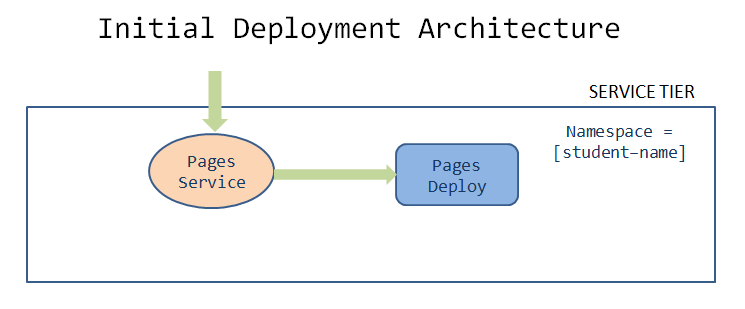 Initial Deployment Architecture
SERVICE TIER
Namespace =
[student-name]
Pages
Service
Pages
Deploy